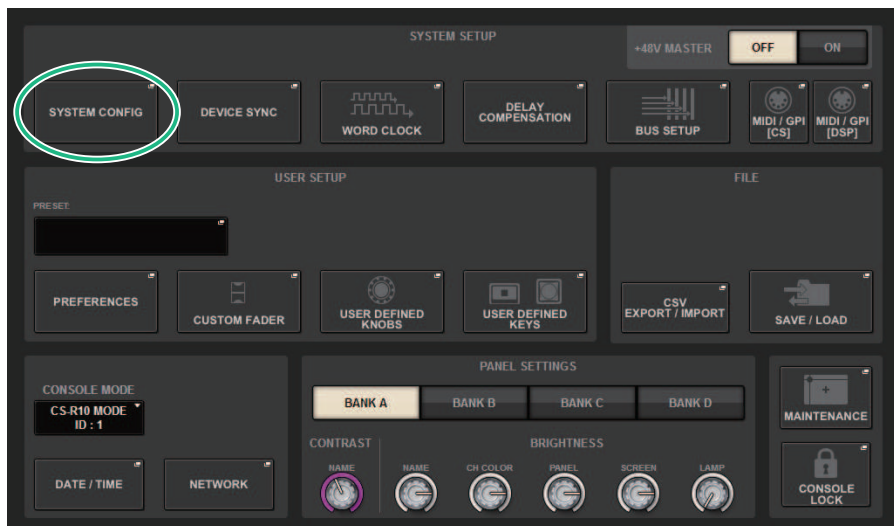 SYSTEM SETUP
+48V MASTER
OFF
ON
SYSTEM CONFIG
DEVICE SYNC
WORD CLOCK
DELAY
COMPENSATION
BUS SETUP
MIDI / GPI
[CS]
MIDI / GPI
[DSP]
USER SETUP
PRESET
PREFERENCES
CUSTOM FADER
USER DEFINED
KNOBS
USER DEFINED
KEYS
FILE
CSV
EXPORT / IMPORT
SAVE / LOAD
CONSOLE MODE
CS-R10 MODE
ID : 1
DATE / TIME
NETWORK
PANEL SETTINGS
BANK A
BANK B
BANK C
BANK D
CONTRAST
BRIGHTNESS
NAME
NAME
CH COLOR
PANEL
SCREEN
LAMP
MAINTENANCE
CONSOLE
LOCK